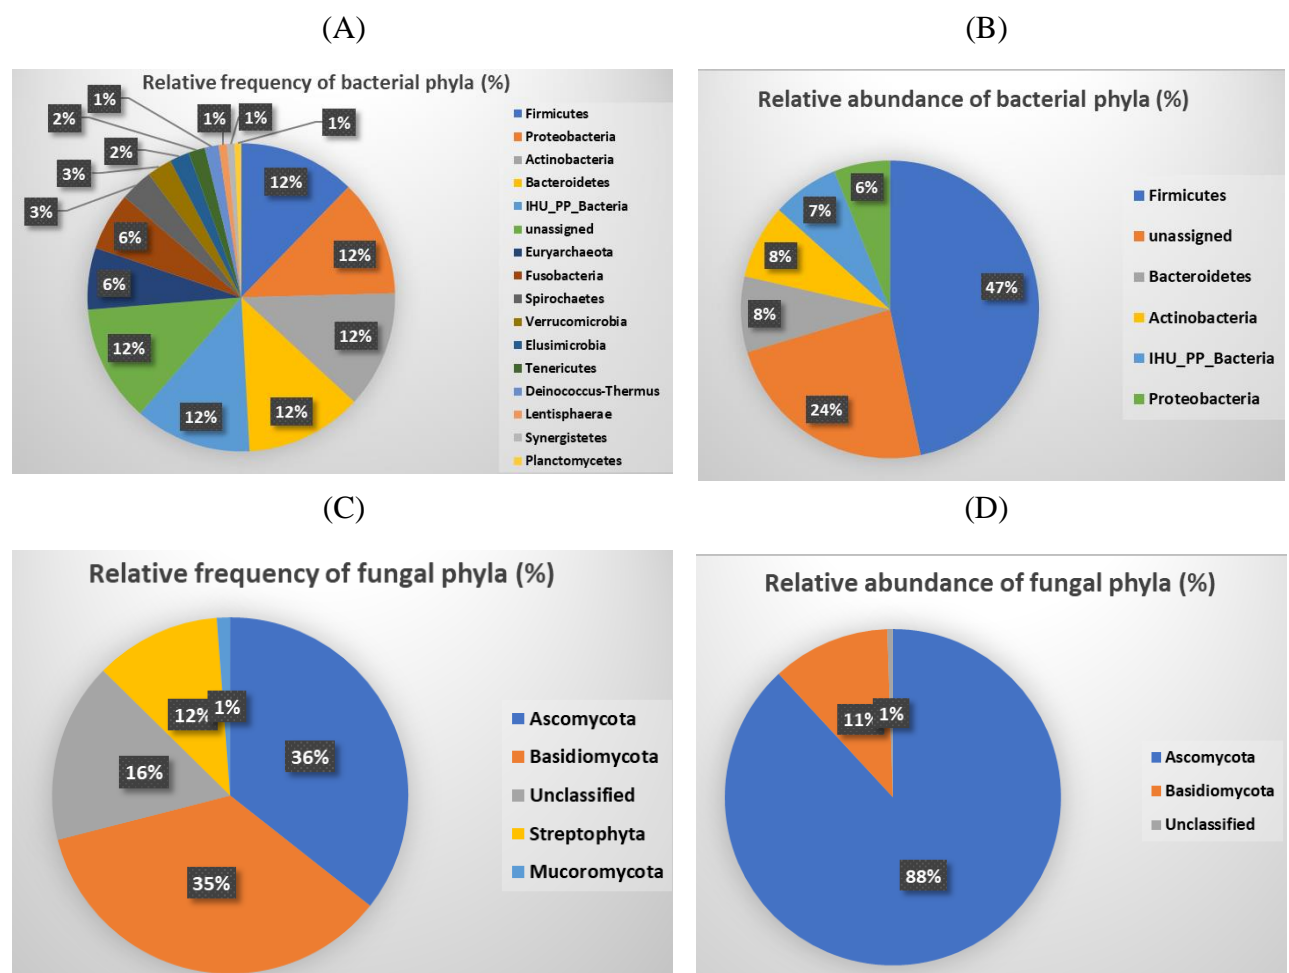 (A)
Relative frequency of bacterial phyla (%)
1%
2%
1%
1%
1%
2%
3%
3%
12%
12%
12%
12%
12%
12%
6%
6%
Firmicutes
Proteobacteria
Actinobacteria
Bacteroidetes
IHU_PP_Bacteria
unassigned
Euryarchaeota
Fusobacteria
Spirochaetes
Verrucomicrobia
Elusimicrobia
Tenericutes
Deinococcus-Thermus
Lentisphaerae
Synergistetes
Planctomycetes
(B)
Relative abundance of bacterial phyla (%)
6%
7%
8%
8%
24%
47%
Firmicutes
unassigned
Bacteroidetes
Actinobacteria
IHU_PP_Bacteria
Proteobacteria
(C)
Relative frequency of fungal phyla (%)
12%
1%
36%
16%
35%
Ascomycota
Basidiomycota
Unclassified
Streptophyta
Mucoromycota
(D)
Relative abundance of fungal phyla (%)
11%
1%
88%
Ascomycota
Basidiomycota
Unclassified